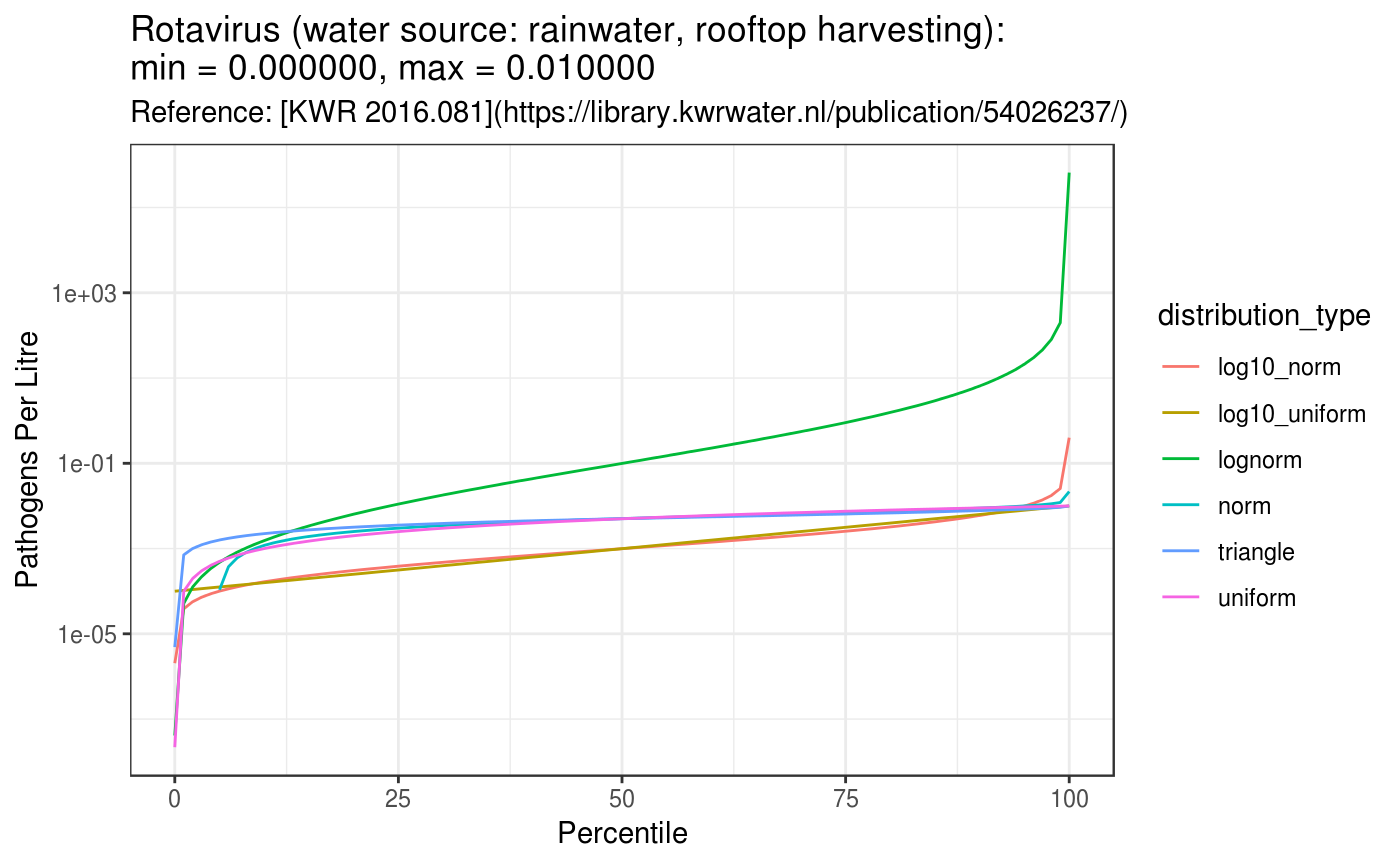 Rotavirus (water source: rainwater, rooftop harvesting):
min = 0.000000, max = 0.010000
Reference: [KWR 2016.081](https://library.kwrwater.nl/publication/54026237/)
Pathogens Per Litre
1e+03
1e-01
1e-05
0
25
50
75
100
Percentile
distribution_type
log10_norm
log10_uniform
lognorm
norm
triangle
uniform